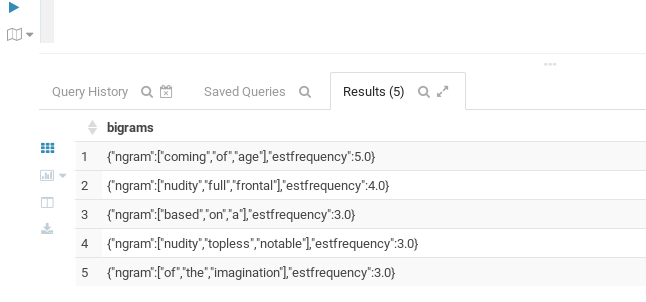 Query History Saved Queries Results (5)
bigrams
1 {"ngram":["coming","of","age"],"estfrequency":5.0}
2 {"ngram":["nudity","full","frontal"],"estfrequency":4.0}
3 {"ngram":["based","on","a"],"estfrequency":3.0}
4 {"ngram":["nudity","topless","notable"],"estfrequency":3.0}
5 {"ngram":["of","the","imagination"],"estfrequency":3.0}